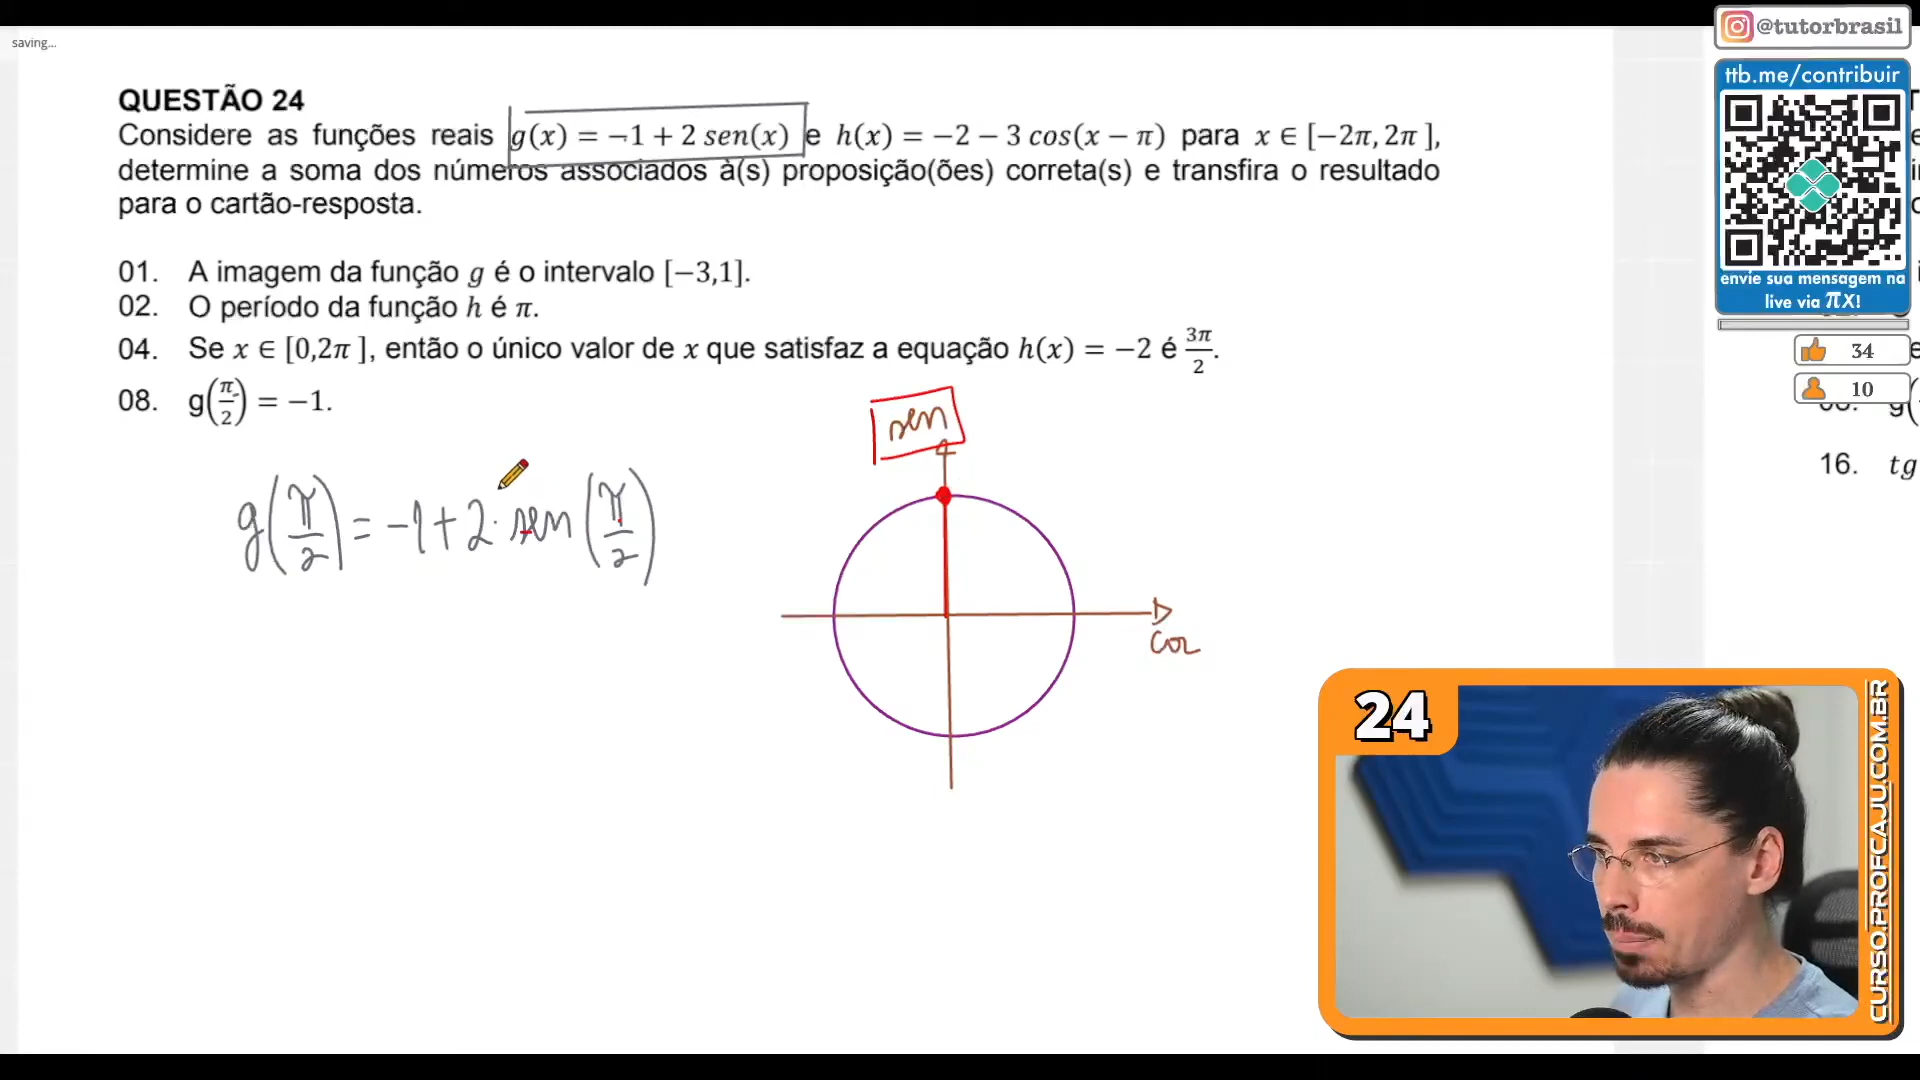 saving...
@tutorbrasil
ttb.me/contribuir
QUESTÃO 24
Considere as funções reais g(x) = −1 + 2 sen(x) e h(x) = −2 − 3 cos(x − π) para x ∈ [−2π, 2π ],
determine a soma dos números associados à(s) proposição(ões) correta(s) e transfira o resultado
para o cartão-resposta.
01. A imagem da função g é o intervalo [−3,1].
02. O período da função h é π.
04. Se x ∈ [0,2π ], então o único valor de x que satisfaz a equação h(x) = −2 é 3π/2.
08. g(π/2) = −1.
envie sua mensagem na
live via πX!
34
10
16. tg
sen
g(π/2) = -1 + 2 · sen(π/2)
cos
24
CURSO.PROFCAJU.COM.BR